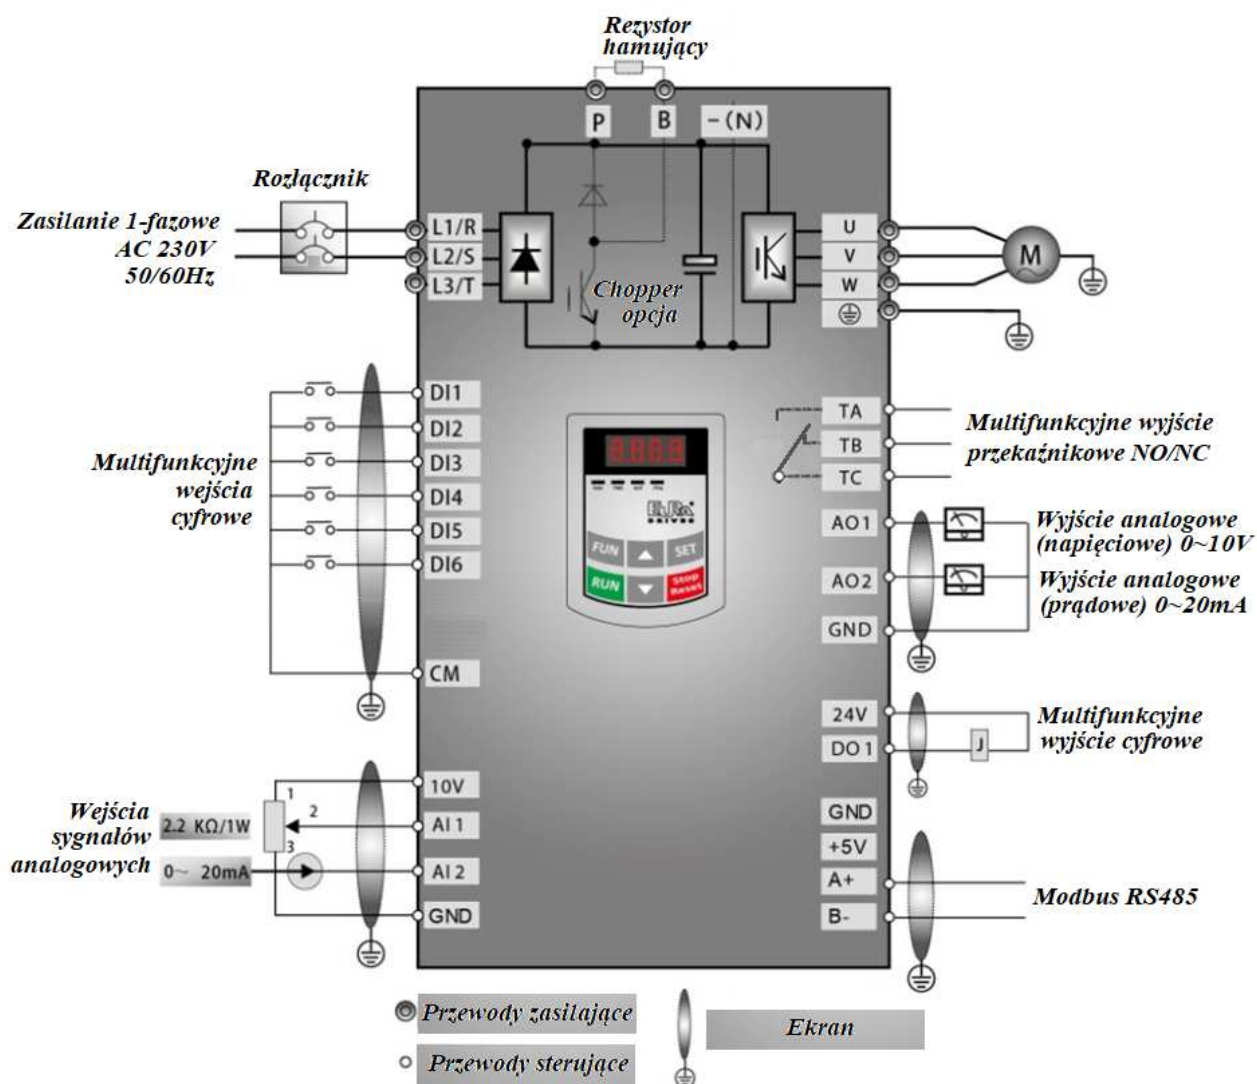 Rezystor
hamujący
P
B
-(N)
Rozłącznik
Zasilanie 1-fazowe
AC 230V
50/60Hz
L1/R
L2/S
L3/T
Chopper
opcja
U
V
W
M
Multifunkcyjne
wejścia
cyfrowe
DI1
DI2
DI3
DI4
DI5
DI6
CM
FUN
SET
RUN
Stop
Reset
TA
TB
TC
Multifunkcyjne wyjście
przekaźnikowe NO/NC
AO1
AO2
GND
Wyjście analogowe
(napięciowe) 0~10V
Wyjście analogowe
(prądowe) 0~20mA
24V
DO1
J
Multifunkcyjne
wyjście cyfrowe
Wejścia
sygnałów
analogowych
2.2 KΩ/1W
0~ 20mA
1
2
3
10V
AI1
AI2
GND
GND
+5V
A+
B-
Modbus RS485
Przewody zasilające
Przewody sterujące
Ekran